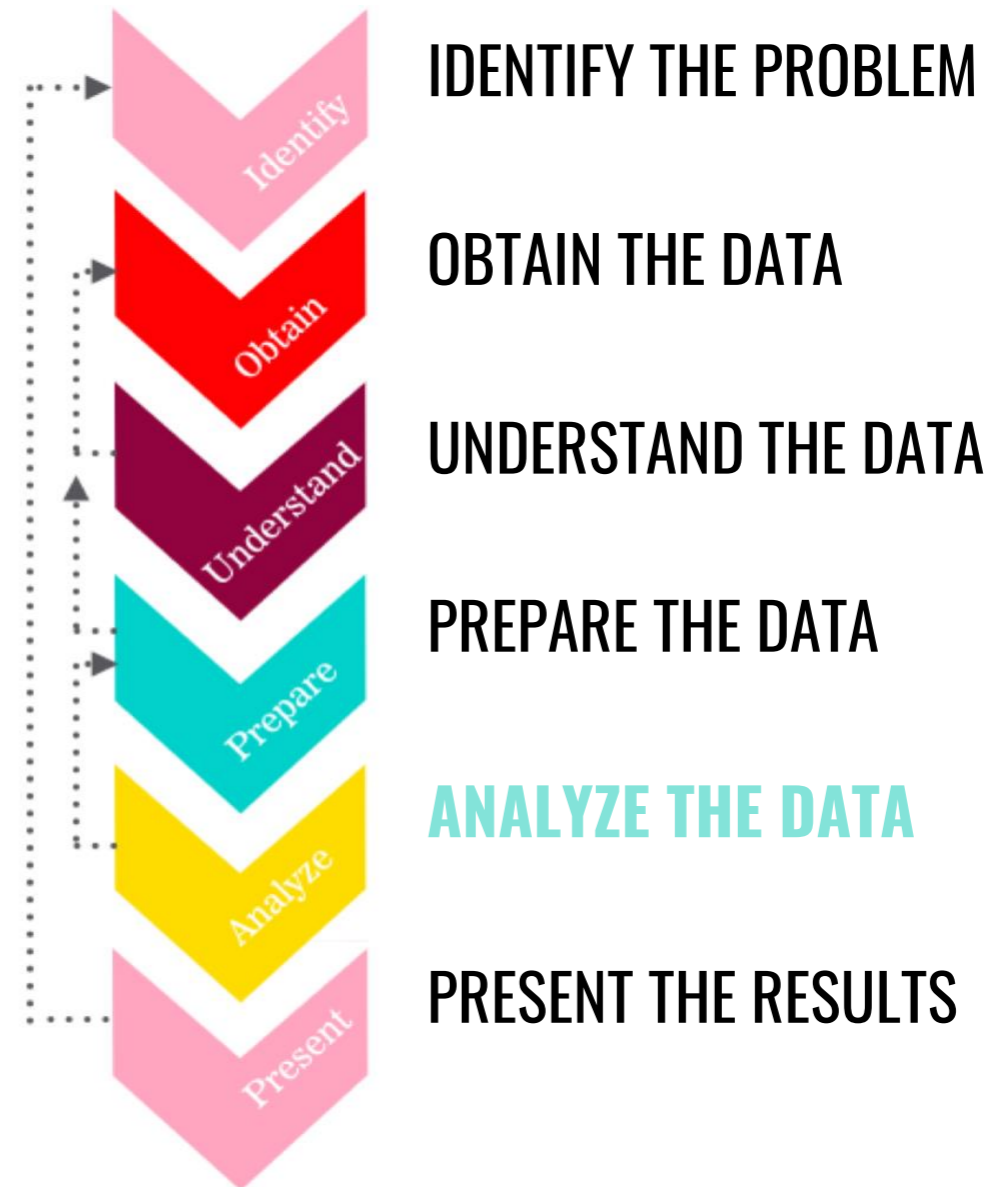 Identify
IDENTIFY THE PROBLEM
Obtain
OBTAIN THE DATA
Understand
UNDERSTAND THE DATA
Prepare
PREPARE THE DATA
Analyze
ANALYZE THE DATA
Present
PRESENT THE RESULTS